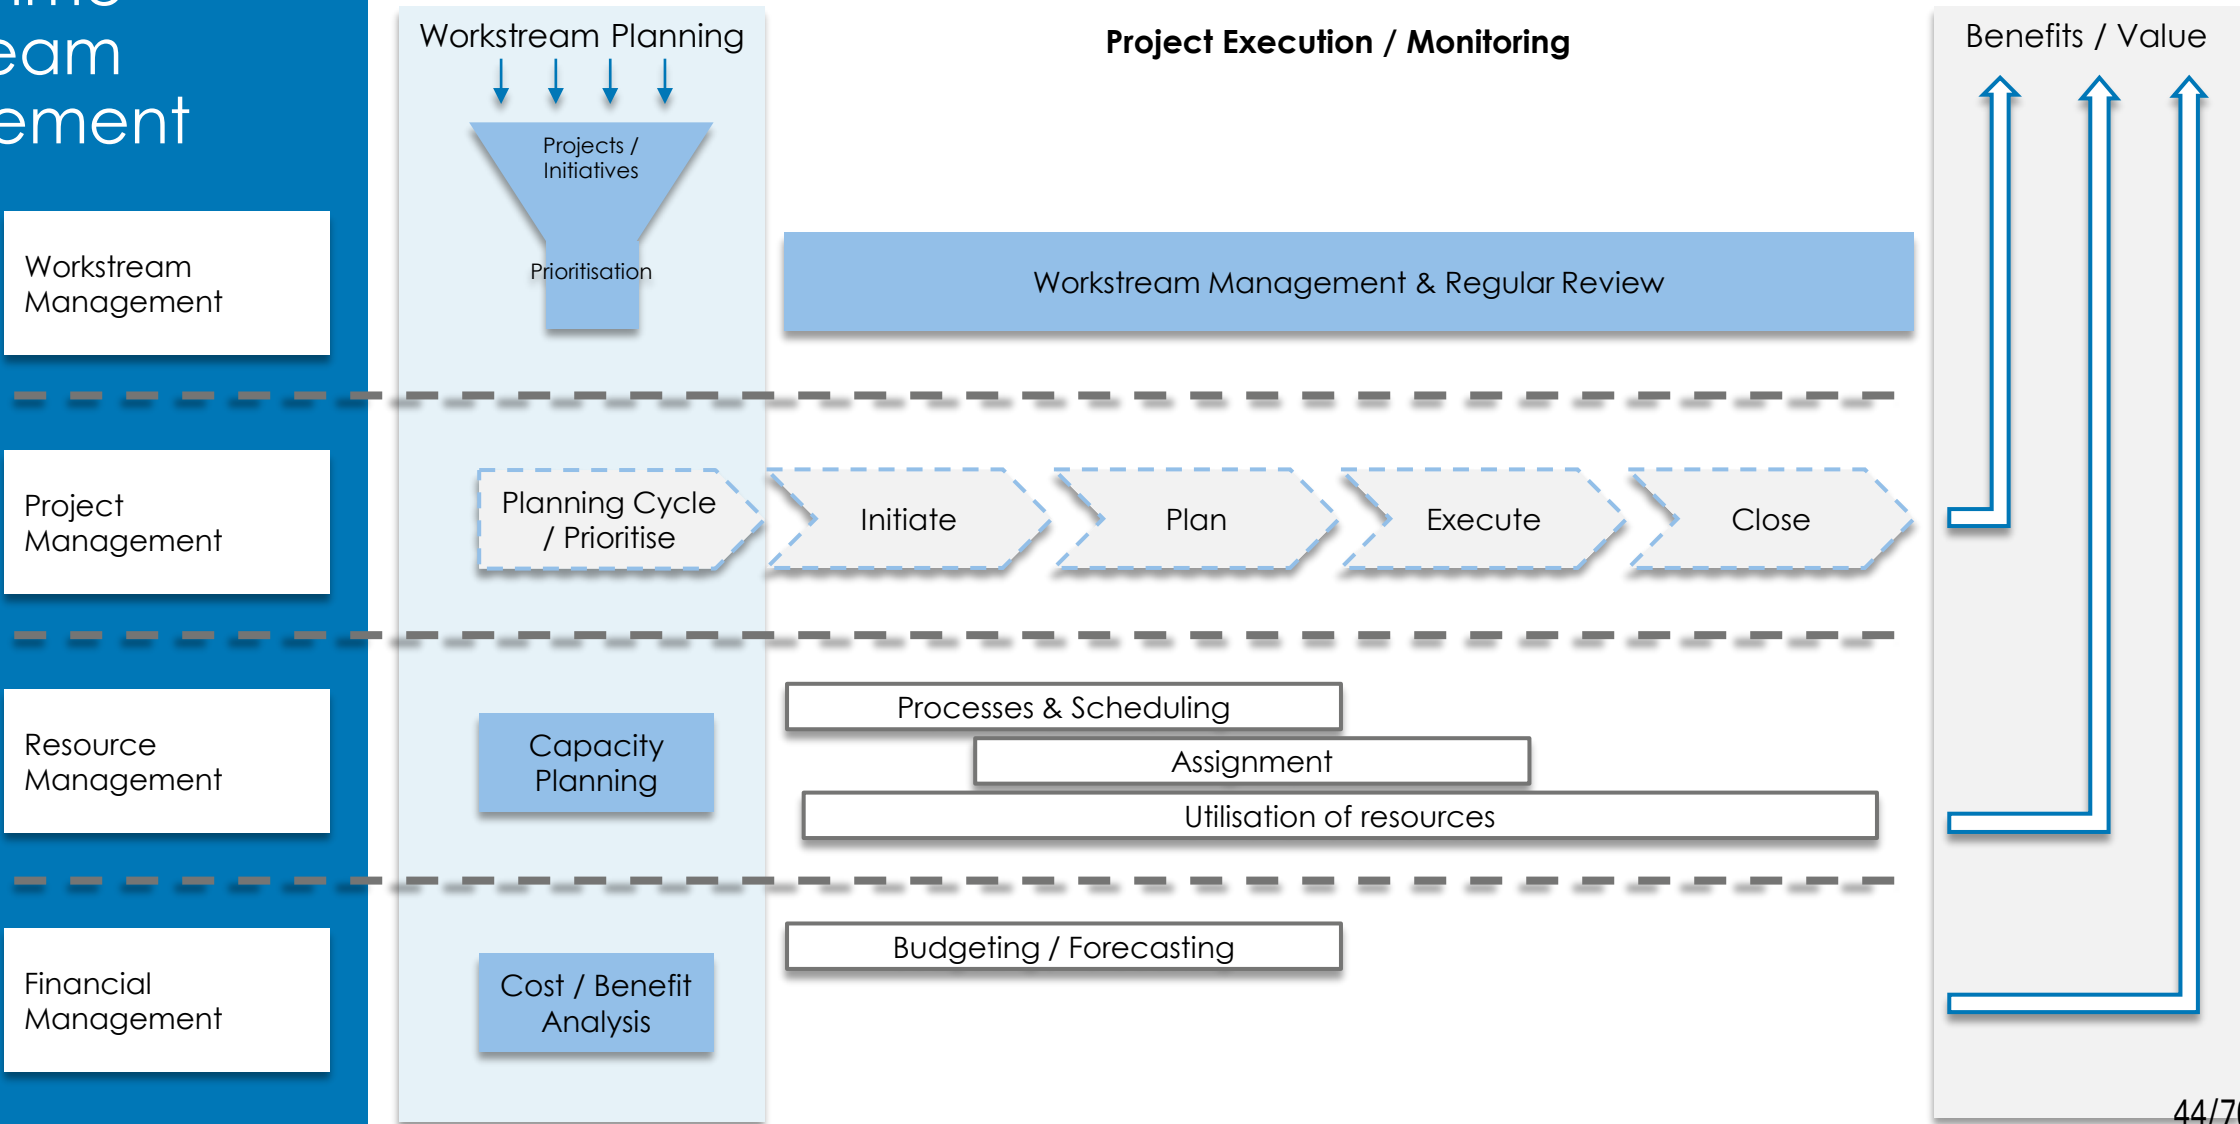 Workstream Planning
Project Execution / Monitoring
Benefits / Value
Projects /
Initiatives
Prioritisation
Workstream
Management
Workstream Management & Regular Review
Project
Management
Planning Cycle
/ Prioritise
Initiate
Plan
Execute
Close
Resource
Management
Capacity
Planning
Processes & Scheduling
Assignment
Utilisation of resources
Financial
Management
Cost / Benefit
Analysis
Budgeting / Forecasting